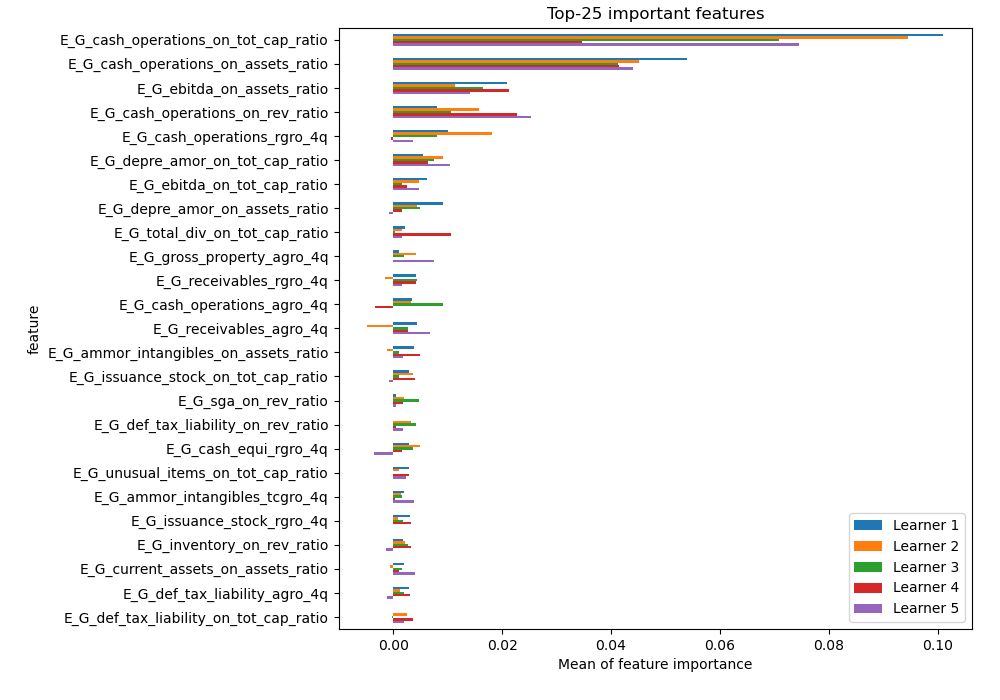 Top-25 important features
E_G_cash_operations_on_tot_cap_ratio
E_G_cash_operations_on_assets_ratio
E_G_ebitda_on_assets_ratio
E_G_cash_operations_on_rev_ratio
E_G_cash_operations_rgro_4q
E_G_depre_amor_on_tot_cap_ratio
E_G_ebitda_on_tot_cap_ratio
E_G_depre_amor_on_assets_ratio
E_G_total_div_on_tot_cap_ratio
E_G_gross_property_agro_4q
E_G_receivables_rgro_4q
E_G_cash_operations_agro_4q
E_G_receivables_agro_4q
E_G_ammor_intangibles_on_assets_ratio
E_G_issuance_stock_on_tot_cap_ratio
E_G_sga_on_rev_ratio
E_G_def_tax_liability_on_rev_ratio
E_G_cash_equi_rgro_4q
E_G_unusual_items_on_tot_cap_ratio
E_G_ammor_intangibles_tcgro_4q
E_G_issuance_stock_rgro_4q
E_G_inventory_on_rev_ratio
E_G_current_assets_on_assets_ratio
E_G_def_tax_liability_agro_4q
E_G_def_tax_liability_on_tot_cap_ratio
feature
Learner 1
Learner 2
Learner 3
Learner 4
Learner 5
0.00 0.02 0.04 0.06 0.08 0.10
Mean of feature importance